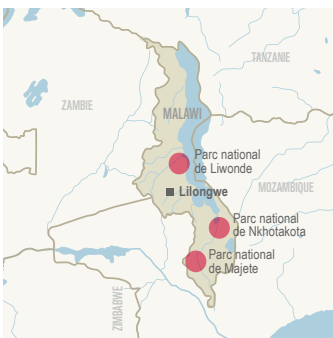 TANZANIE
ZAMBIE
MALAWI
Parc national
de Liwonde
Lilongwe
MOZAMBIQUE
Parc national
de Nkhotakota
Parc national
de Majete
ZIMBABWE